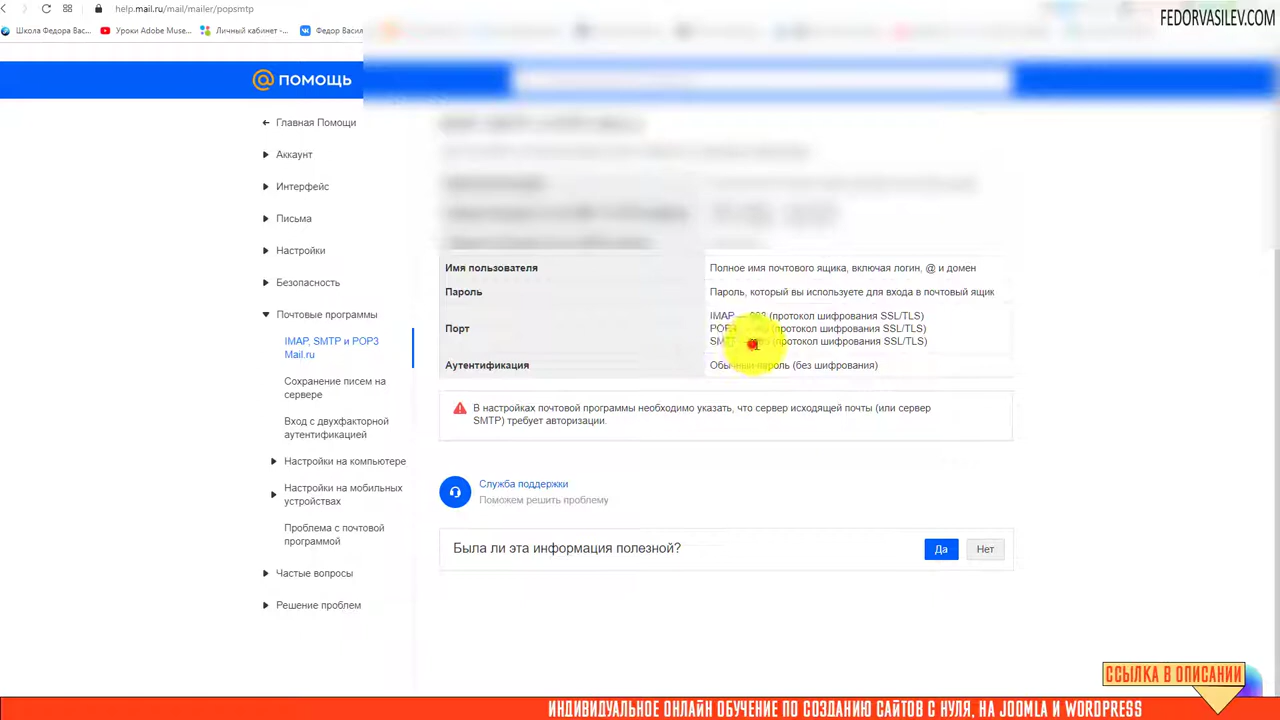 FEDORVASILEV.COM
help.mail.ru/mail/mailer/popsmtp
Школа Федора Вас...
Уроки Adobe Muse...
Личный кабинет -...
Федор Васил
ПОМОЩЬ
Главная Помощи
Аккаунт
Интерфейс
Письма
Настройки
Безопасность
Почтовые программы
IMAP, SMTP и POP3
Mail.ru
Сохранение писем на
сервере
Вход с двухфакторной
аутентификацией
Настройки на компьютере
Настройки на мобильных
устройствах
Проблема с почтовой
программой
Частые вопросы
Решение проблем
Имя пользователя
Полное имя почтового ящика, включая логин, @ и домен
Пароль
Пароль, который вы используете для входа в почтовый ящик
Порт
IMAP — 993 (протокол шифрования SSL/TLS)
POP3 — (протокол шифрования SSL/TLS)
SMTP — (протокол шифрования SSL/TLS)
Аутентификация
Обычный пароль (без шифрования)
В настройках почтовой программы необходимо указать, что сервер исходящей почты (или сервер
SMTP) требует авторизации.
Служба поддержки
Поможем решить проблему
Была ли эта информация полезной?
Да
Нет
ССЫЛКА В ОПИСАНИИ
ИНДИВИДУАЛЬНОЕ ОНЛАЙН ОБУЧЕНИЕ ПО СОЗДАНИЮ САЙТОВ С НУЛЯ, НА JOOMLA И WORDPRESS